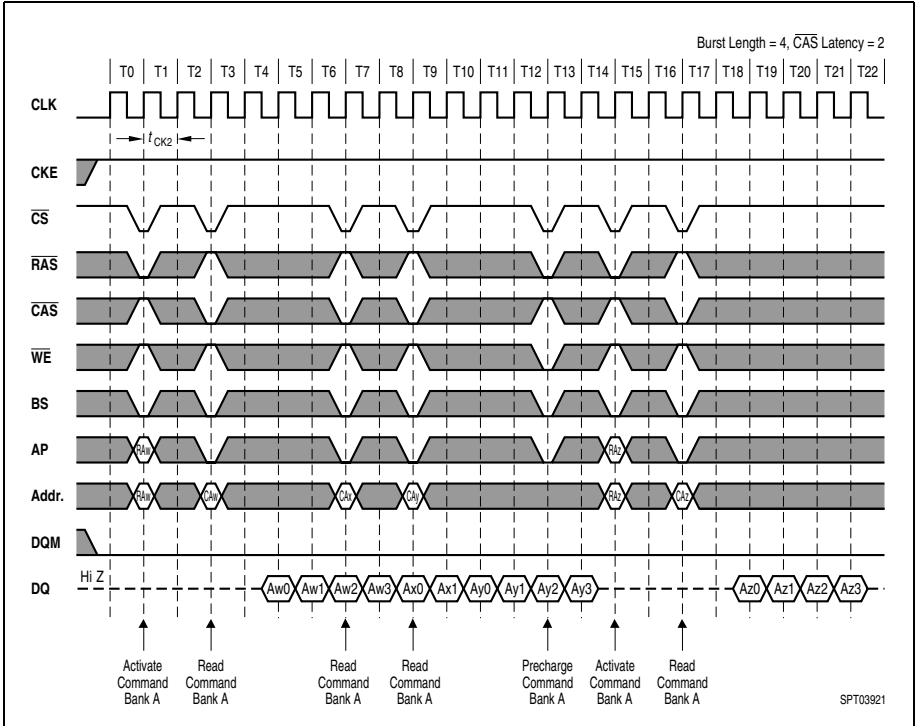 Burst Length = 4, CAS Latency = 2
T0 T1 T2 T3 T4 T5 T6 T7 T8 T9 T10 T11 T12 T13 T14 T15 T16 T17 T18 T19 T20 T21 T22
CLK
tCK2
CKE
CS
RAS
CAS
WE
BS
AP RAw RAz
Addr. RAw CAw CAx CAy RAz CAz
DQM
Hi Z
DQ Aw0 Aw1 Aw2 Aw3 Ax0 Ax1 Ay0 Ay1 Ay2 Ay3 Az0 Az1 Az2 Az3
Activate Read Read Read Precharge Activate Read
Command Command Command Command Command Command Command
Bank A Bank A Bank A Bank A Bank A Bank A Bank A
SPT03921